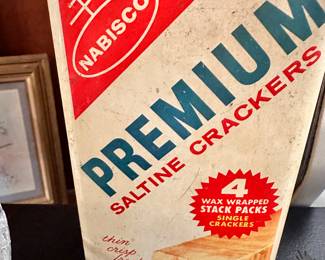 NABISCO
PREMIUM
SALTINE CRACKERS
4
WAX WRAPPED
STACK PACKS
SINGLE
CRACKERS
thin
crisp